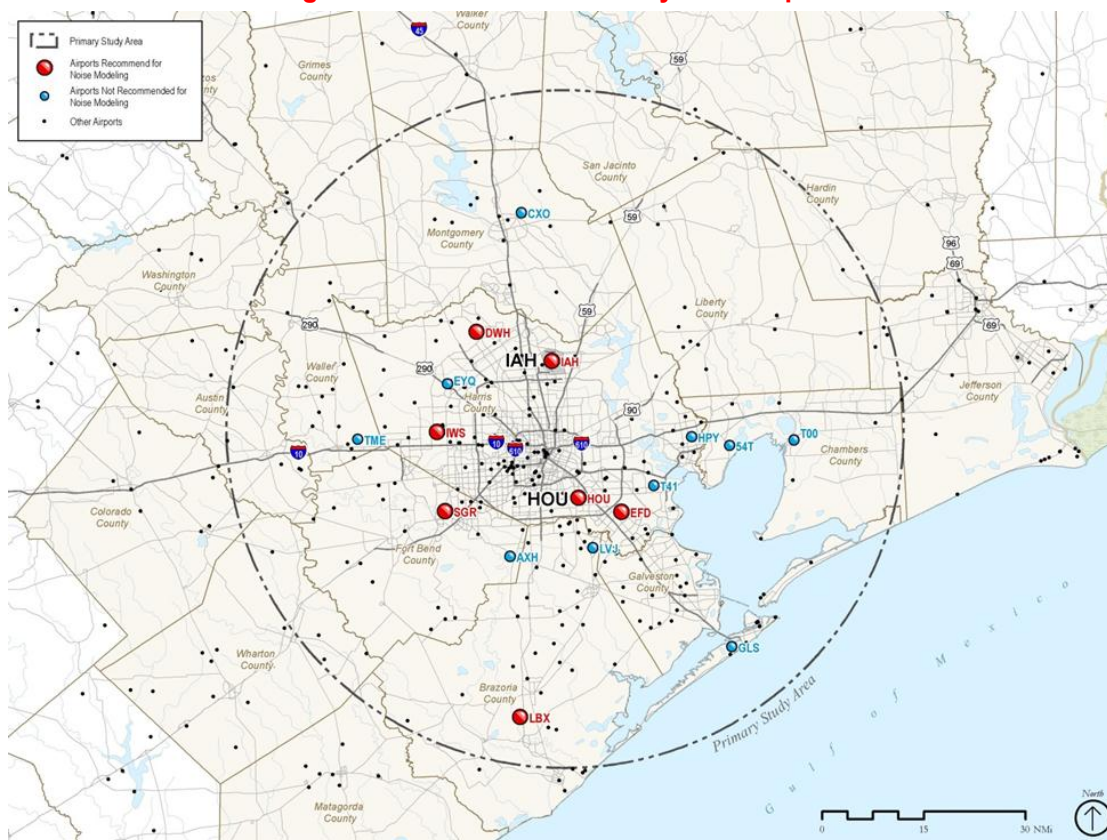 Primary Study Area
Airports Recommend for
Noise Modeling
Airports Not Recommended for
Noise Modeling
Other Airports
Walker
County
45
59
Grimes
County
San Jacinto
County
Hardin
County
CXO
59
Montgomery
County
96
69
Washington
County
Liberty
County
59
290
69
DWH
IAH
IAH
Waller
County
290
EYQ
Jefferson
County
Austin
County
Harris
County
90
IWS
TME
10
610
610
HPY
54T
T00
10
Chambers
County
T41
Colorado
County
HOU
HOU
SGR
EFD
Fort Bend
County
AXH
LVJ
Galveston
County
Wharton
County
GLS
Brazoria
County
LBX
Primary Study Area
Gulf of Mexico
Matagorda
County
North
0
15
30 NMi